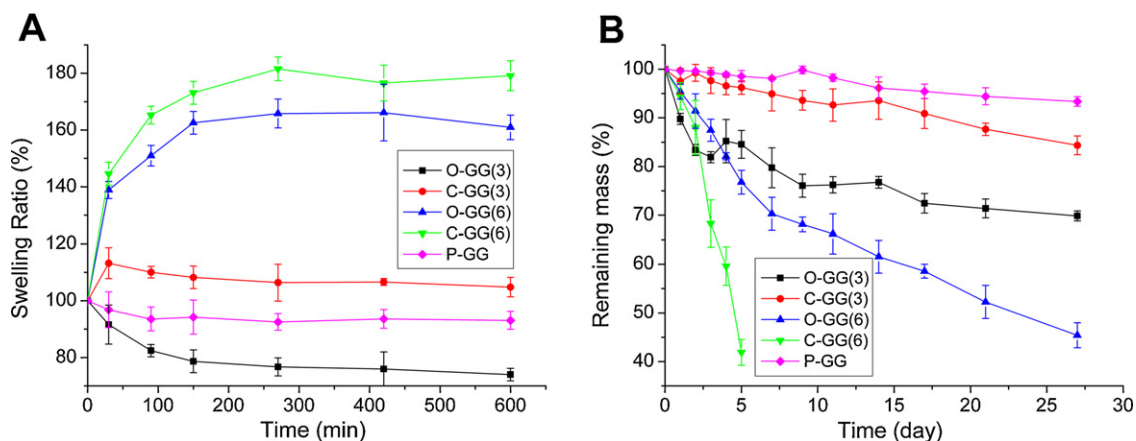 A
Swelling Ratio (%)
180
160
140
120
100
80
0 100 200 300 400 500 600
Time (min)
O-GG(3)
C-GG(3)
O-GG(6)
C-GG(6)
P-GG
B
Remaining mass (%)
100
90
80
70
60
50
40
0 5 10 15 20 25 30
Time (day)
O-GG(3)
C-GG(3)
O-GG(6)
C-GG(6)
P-GG